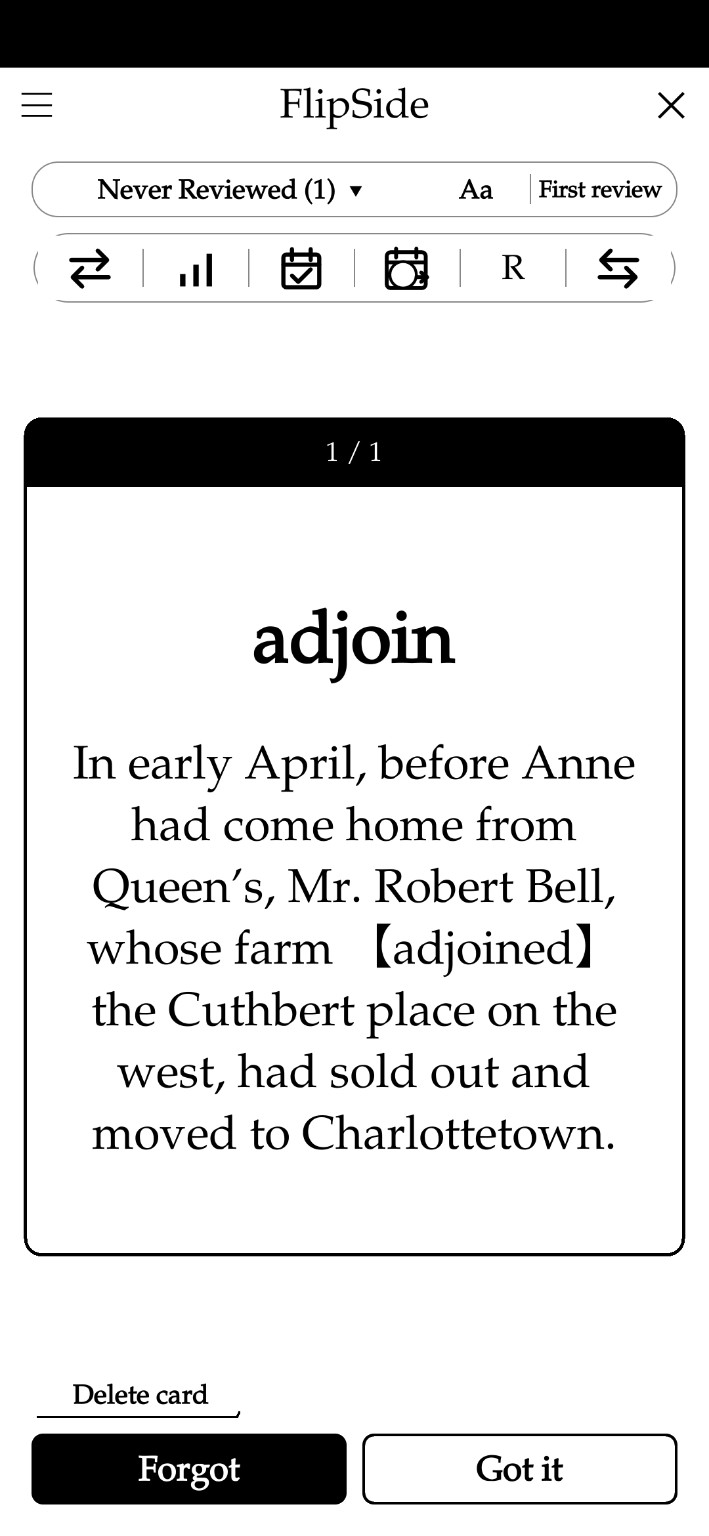 FlipSide
Never Reviewed (1) ▼ Aa First review
R
1 / 1
adjoin
In early April, before Anne
had come home from
Queen’s, Mr. Robert Bell,
whose farm 【adjoined】
the Cuthbert place on the
west, had sold out and
moved to Charlottetown.
Delete card
Forgot Got it